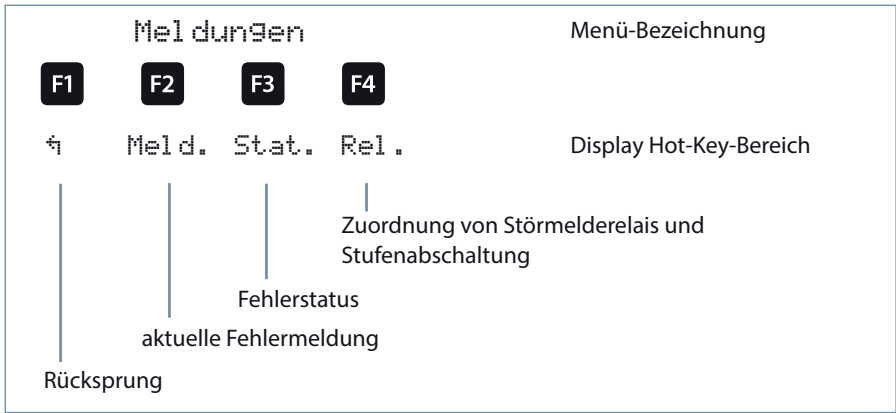 Meldungen Menü-Bezeichnung
F1 F2 F3 F4
↰ Meld. Stat. Rel. Display Hot-Key-Bereich
Zuordnung von Störmelderelais und
Stufenabschaltung
Fehlerstatus
aktuelle Fehlermeldung
Rücksprung